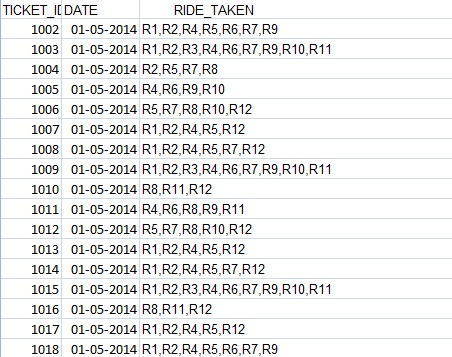 TICKET_ID DATE RIDE_TAKEN
1002 01-05-2014 R1,R2,R4,R5,R6,R7,R9
1003 01-05-2014 R1,R2,R3,R4,R6,R7,R9,R10,R11
1004 01-05-2014 R2,R5,R7,R8
1005 01-05-2014 R4,R6,R9,R10
1006 01-05-2014 R5,R7,R8,R10,R12
1007 01-05-2014 R1,R2,R4,R5,R12
1008 01-05-2014 R1,R2,R4,R5,R7,R12
1009 01-05-2014 R1,R2,R3,R4,R6,R7,R9,R10,R11
1010 01-05-2014 R8,R11,R12
1011 01-05-2014 R4,R6,R8,R9,R11
1012 01-05-2014 R5,R7,R8,R10,R12
1013 01-05-2014 R1,R2,R4,R5,R12
1014 01-05-2014 R1,R2,R4,R5,R7,R12
1015 01-05-2014 R1,R2,R3,R4,R6,R7,R9,R10,R11
1016 01-05-2014 R8,R11,R12
1017 01-05-2014 R1,R2,R4,R5,R12
1018 01-05-2014 R1,R2,R4,R5,R6,R7,R9